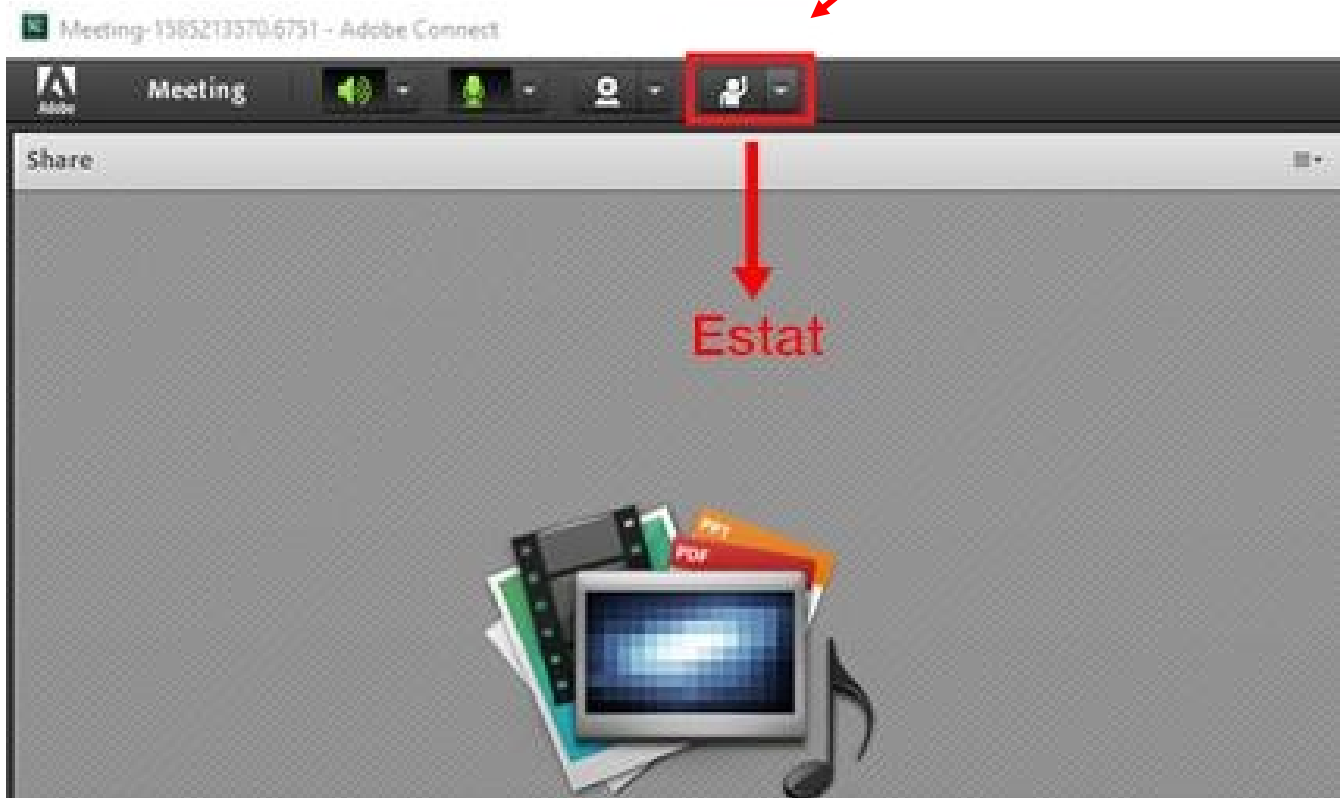 Meeting-1585213570.6751 - Adobe Connect
Adobe
Meeting
Share
Estat
PPT
PDF